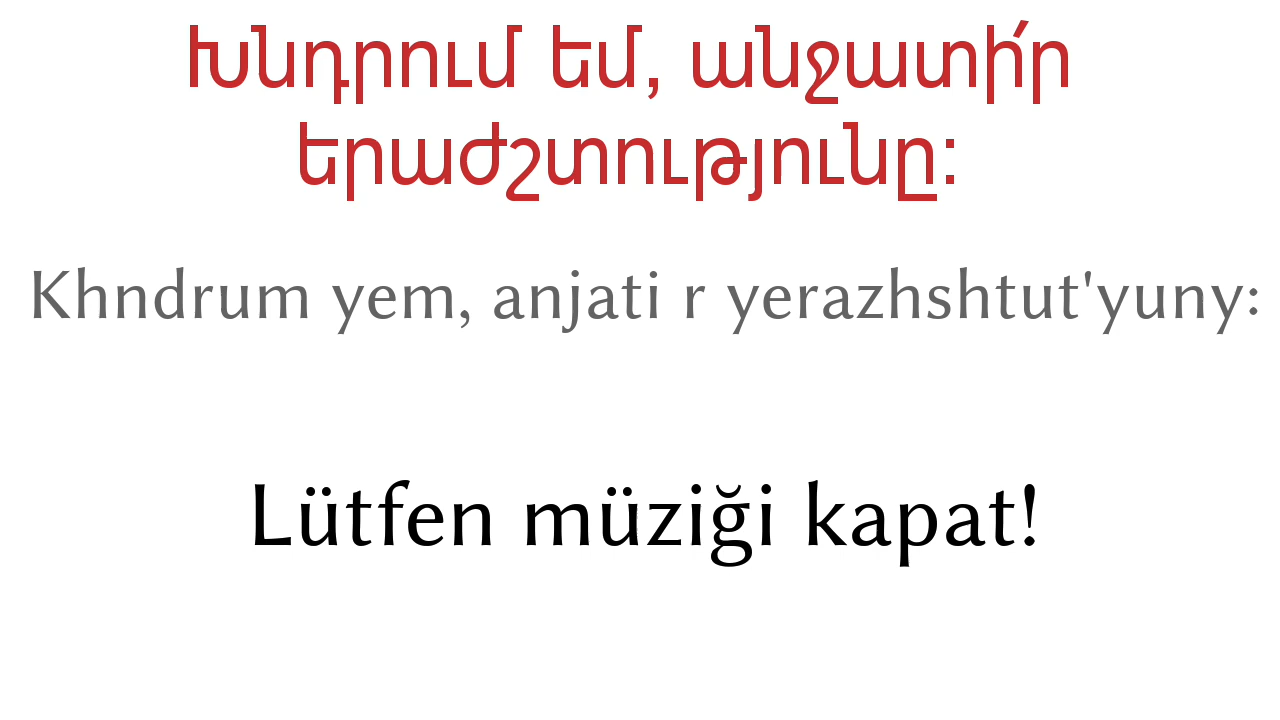 Խնդրում եմ, անջատի՛ր
երաժշտությունը:
Khndrum yem, anjati r yerazhshtut'yuny:
Lütfen müziği kapat!